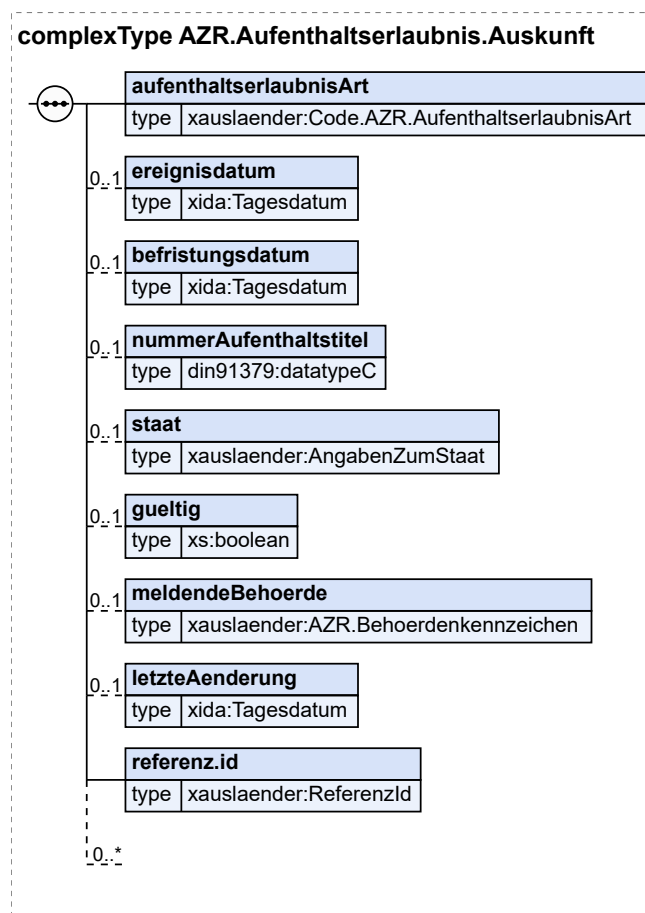 complexType AZR.Aufenthaltserlaubnis.Auskunft
aufenthaltserlaubnisArt
type xauslaender:Code.AZR.AufenthaltserlaubnisArt
0..1 ereignisdatum
type xida:Tagesdatum
0..1 befristungsdatum
type xida:Tagesdatum
0..1 nummerAufenthaltstitel
type din91379:datatypeC
0..1 staat
type xauslaender:AngabenZumStaat
0..1 gueltig
type xs:boolean
0..1 meldendeBehoerde
type xauslaender:AZR.Behoerdenkennzeichen
0..1 letzteAenderung
type xida:Tagesdatum
referenz.id
type xauslaender:ReferenzId
0..*